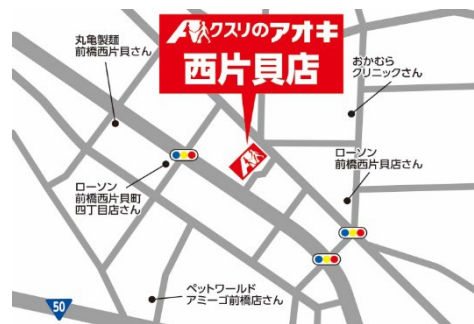 クスリのアオキ
西片貝店
丸亀製麺
前橋西片貝さん
おかむら
クリニックさん
ローソン
前橋西片貝店さん
ローソン
前橋西片貝町
四丁目店さん
ペットワールド
アミーゴ前橋店さん
50